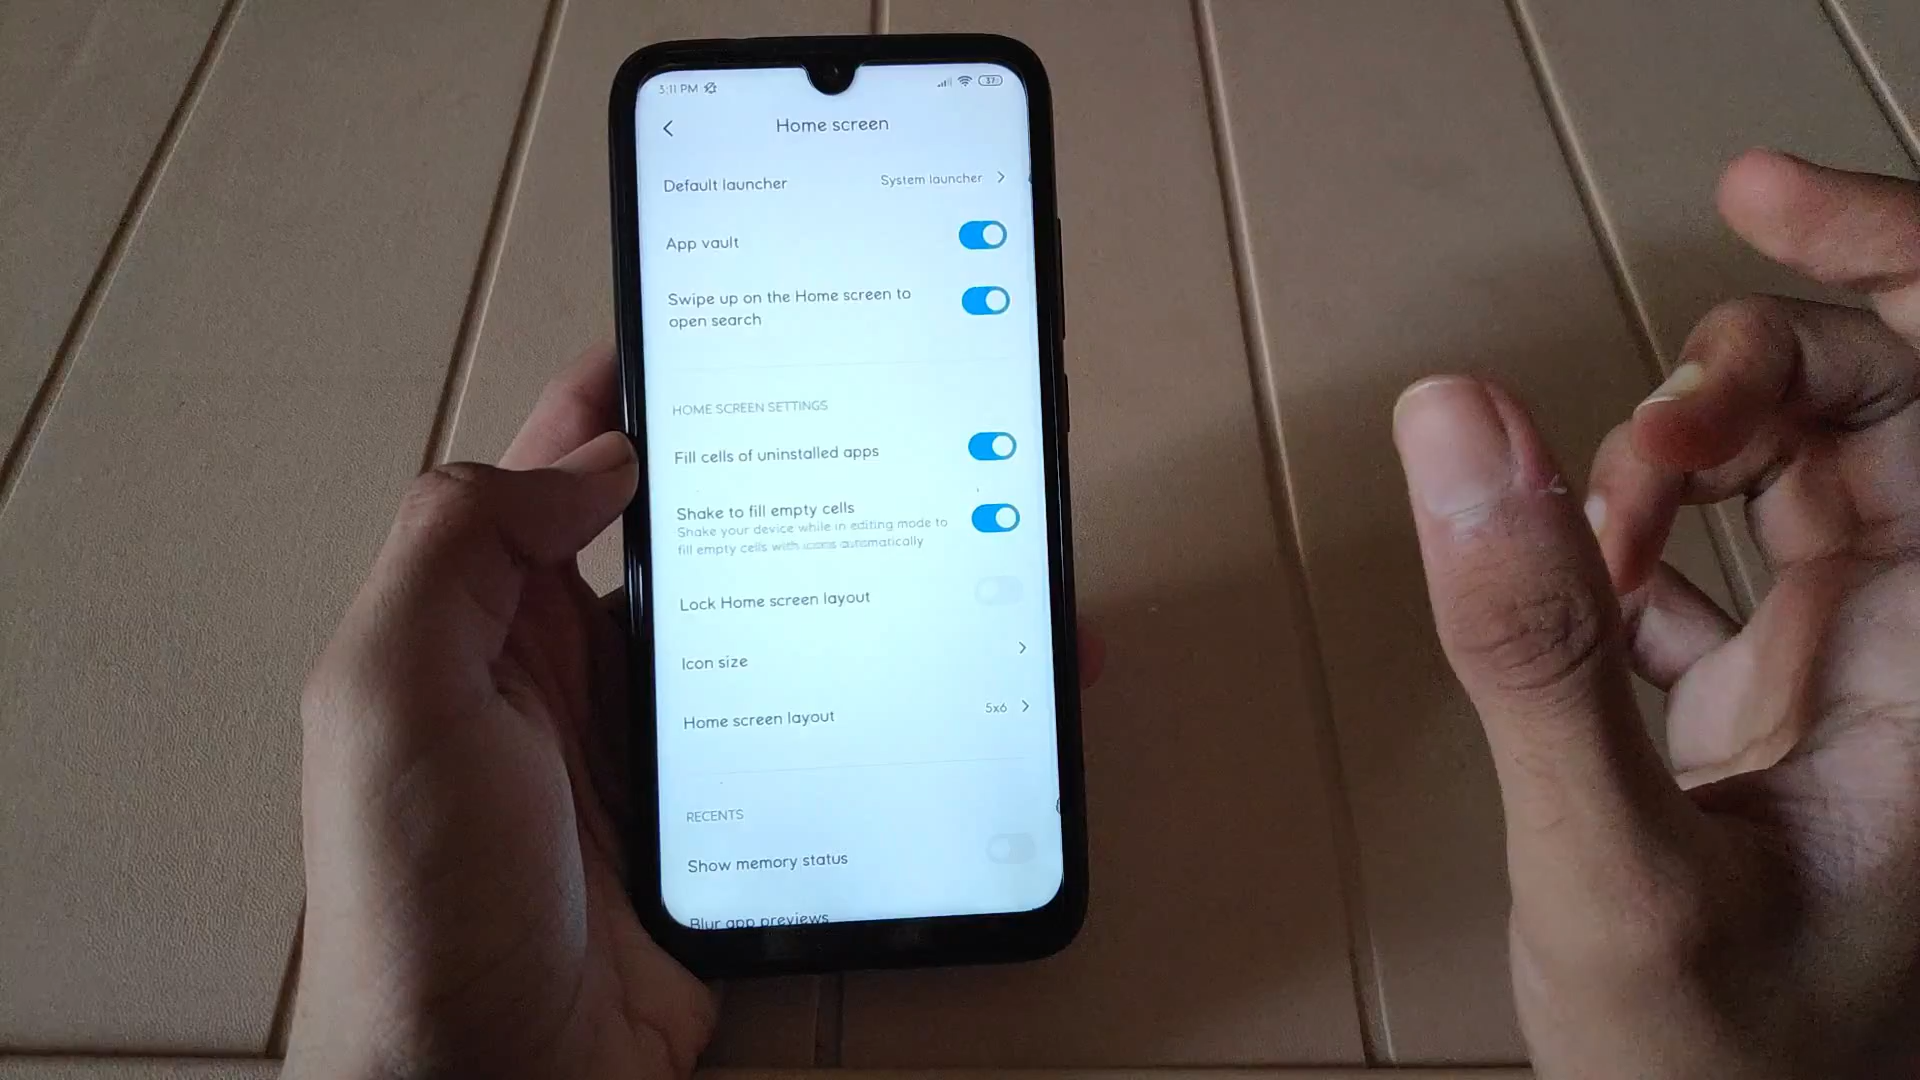 3:11 PM
37
Home screen
Default launcher
System launcher
App vault
Swipe up on the Home screen to
open search
HOME SCREEN SETTINGS
Fill cells of uninstalled apps
Shake to fill empty cells
Shake your device while in editing mode to
fill empty cells with icons automatically
Lock Home screen layout
Icon size
Home screen layout
5x6
RECENTS
Show memory status
Blur app previews